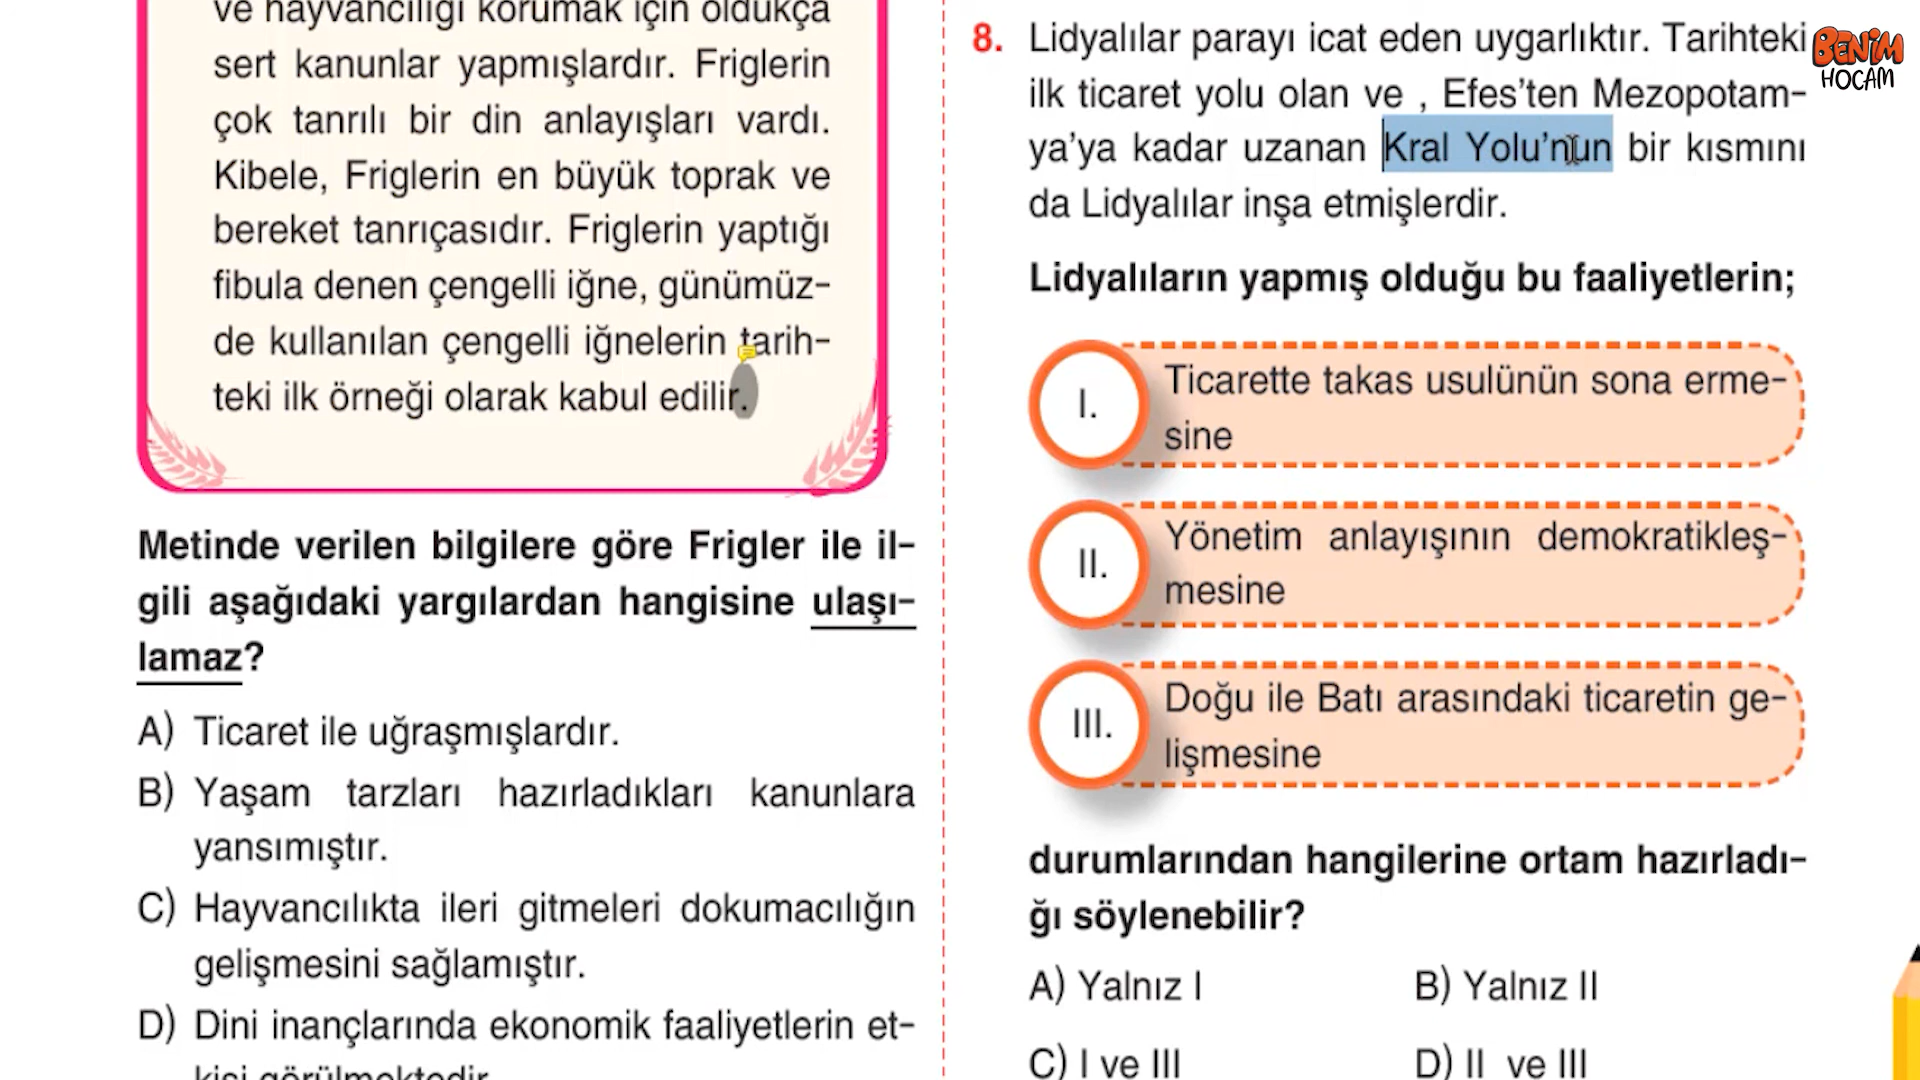 ve hayvancılığı korumak için oldukça
sert kanunlar yapmışlardır. Friglerin
çok tanrılı bir din anlayışları vardı.
Kibele, Friglerin en büyük toprak ve
bereket tanrıçasıdır. Friglerin yaptığı
fibula denen çengelli iğne, günümüz-
de kullanılan çengelli iğnelerin tarih-
teki ilk örneği olarak kabul edilir.
Metinde verilen bilgilere göre Frigler ile il-
gili aşağıdaki yargılardan hangisine ulaşı-
lamaz?
A) Ticaret ile uğraşmışlardır.
B) Yaşam tarzları hazırladıkları kanunlara
yansımıştır.
C) Hayvancılıkta ileri gitmeleri dokumacılığın
gelişmesini sağlamıştır.
D) Dini inançlarında ekonomik faaliyetlerin et-
kisi görülmektedir.
8. Lidyalılar parayı icat eden uygarlıktır. Tarihteki
ilk ticaret yolu olan ve , Efes’ten Mezopotam-
ya’ya kadar uzanan Kral Yolu’nun bir kısmını
da Lidyalılar inşa etmişlerdir.
Lidyalıların yapmış olduğu bu faaliyetlerin;
I. Ticarette takas usulünün sona erme-
sine
II. Yönetim anlayışının demokratikleş-
mesine
III. Doğu ile Batı arasındaki ticaretin ge-
lişmesine
durumlarından hangilerine ortam hazırladı-
ğı söylenebilir?
A) Yalnız I B) Yalnız II
C) I ve III D) II ve III
BENİM
HOCAM